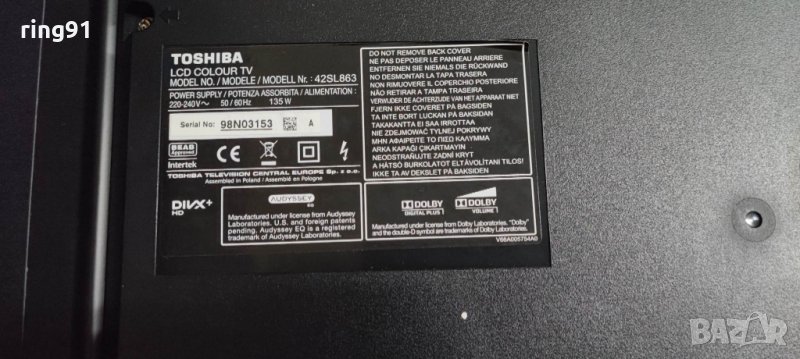 ring91
TOSHIBA
LCD COLOUR TV
MODEL NO. / MODELE / MODELL Nr. : 42SL863
POWER SUPPLY / POTENZA ASSORBITA / ALIMENTATION :
220-240V～ 50 / 60Hz 135 W
Serial No: 98N03153 A
BEAB
Approved
Intertek
CE
TOSHIBA TELEVISION CENTRAL EUROPE Sp. z o.o.
Assembled in Poland / Assemblé en Pologne
DIVX+
HD
AUDYSSEY
EQ
Manufactured under license from Audyssey
Laboratories. U.S. and foreign patents
pending. Audyssey EQ is a registered
trademark of Audyssey Laboratories.
DO NOT REMOVE BACK COVER
NE PAS DEPOSER LE PANNEAU ARRIERE
ENTFERNEN SIE NIEMALS DIE RÜCKWAND
NO DESMONTAR LA TAPA TRASERA
NON RIMUOVERE IL COPERCHIO POSTERIORE
NÃO RETIRAR A TAMPA TRASEIRA
VERWIJDER DE ACHTERZIJDE VAN HET APPARAAT NIET
FJERN IKKE COVERET PÅ BAGSIDEN
TA INTE BORT LUCKAN PÅ BAKSIDAN
TAKAKANTTA EI SAA IRROTTAA
NIE ZDEJMOWAĆ TYLNEJ POKRYWY
ΜΗΝ ΑΦΑΙΡΕΙΤΕ ΤΟ ΠΙΣΩ ΚΑΛΥΜΜΑ
ARKA KAPAĞI ÇIKARTMAYIN
NEODSTRAŇUJTE ZADNÍ KRYT
A HÁTSÓ BURKOLATOT ELTÁVOLÍTANI TILOS!
IKKE TA AV DEKSLET PÅ BAKSIDEN
DOLBY
DIGITAL PLUS
DOLBY
VOLUME
Manufactured under license from Dolby Laboratories. "Dolby"
and the double-D symbol are trademarks of Dolby Laboratories.
V66A005754A0
BAZAR